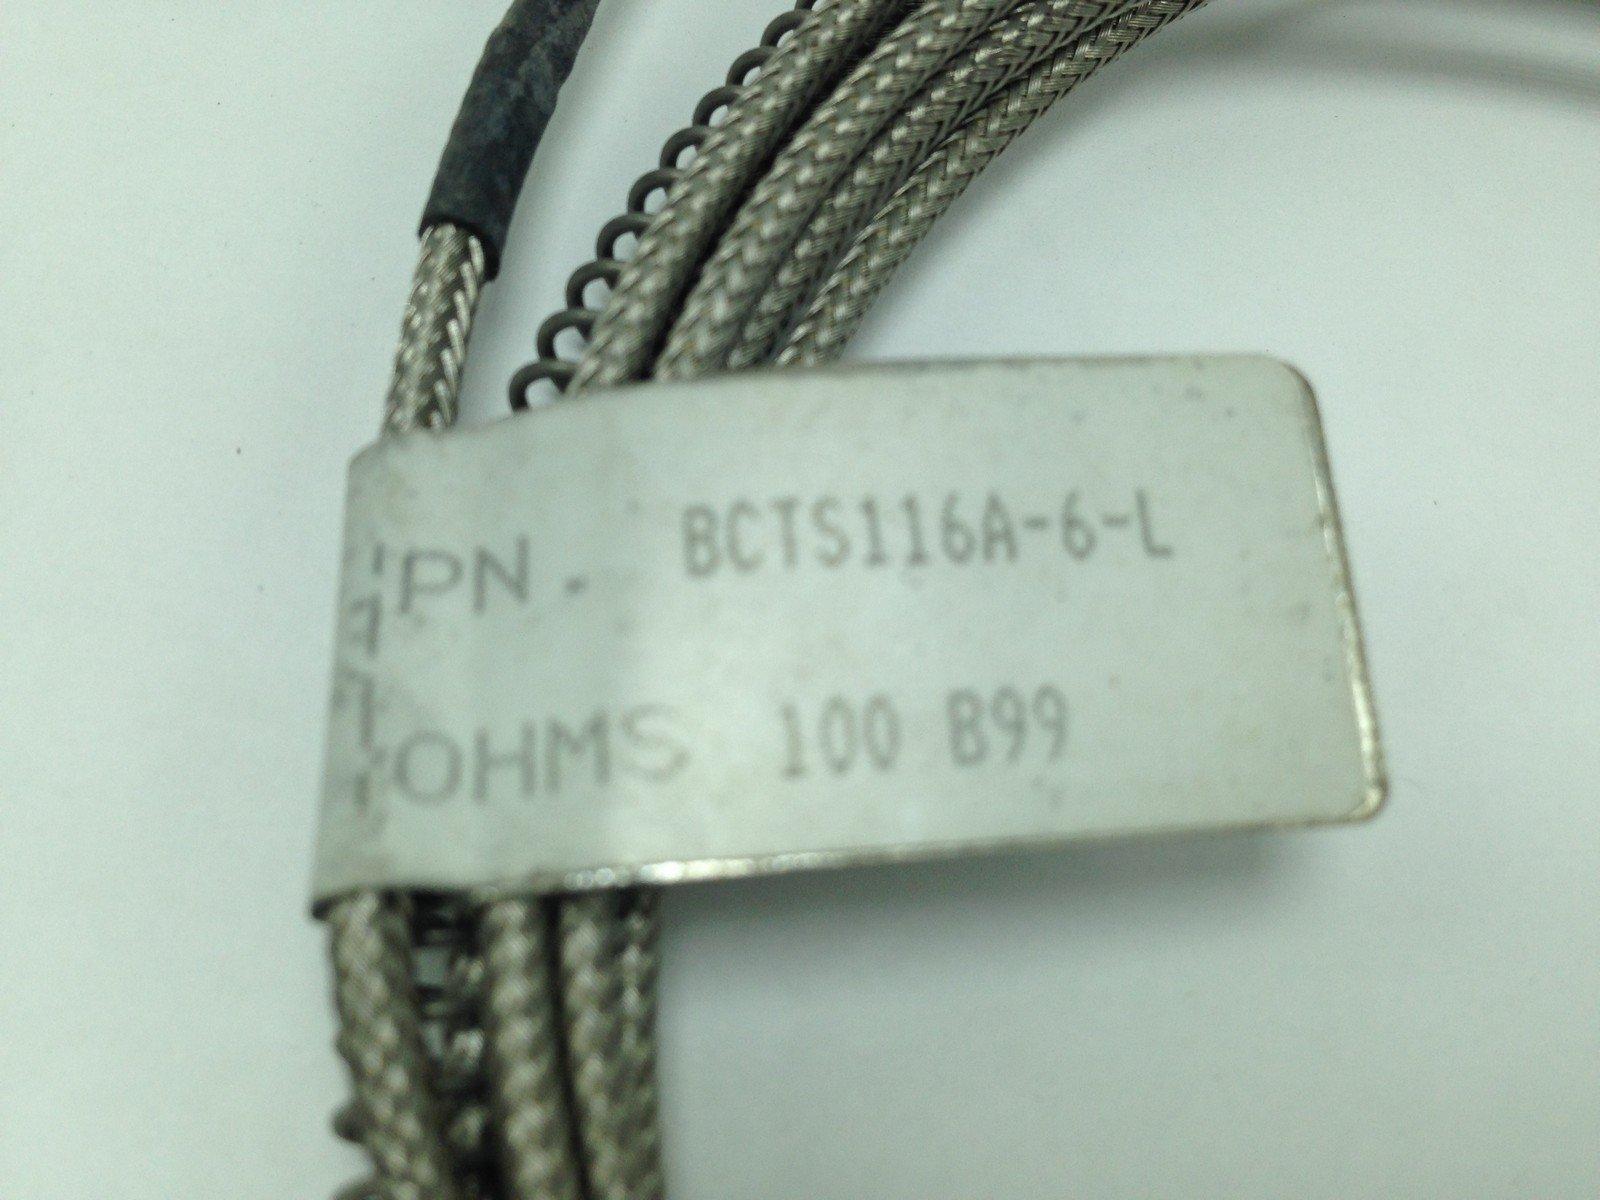 PN. BCTS116A-6-L
OHMS 100 B99